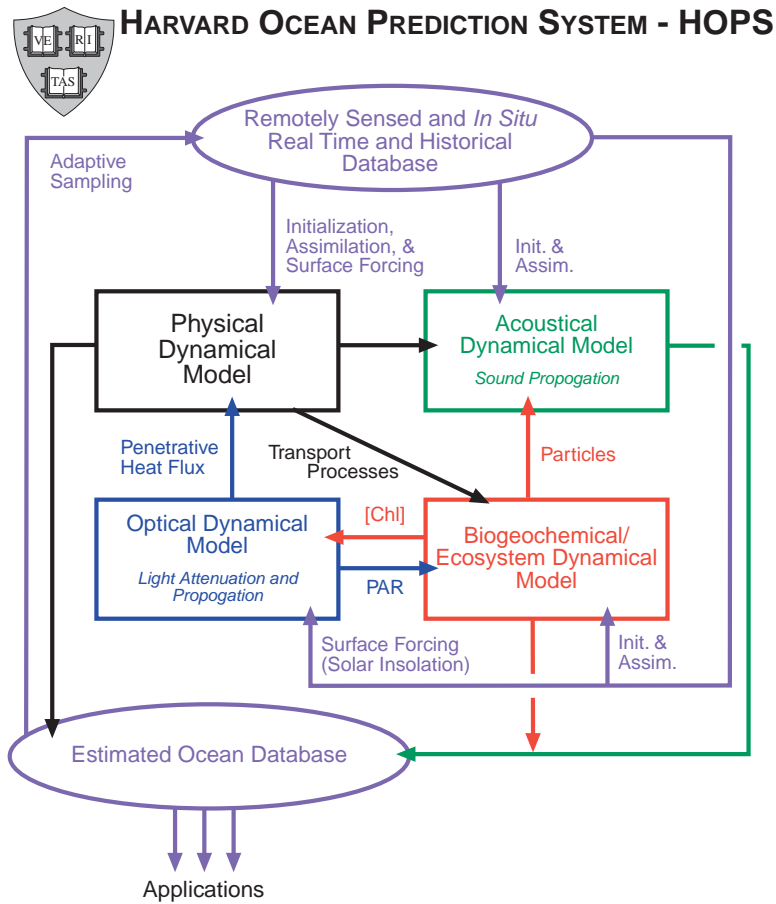 VE RI
TAS
HARVARD OCEAN PREDICTION SYSTEM - HOPS
Remotely Sensed and In Situ
Real Time and Historical
Database
Adaptive
Sampling
Initialization,
Assimilation, &
Surface Forcing
Init. &
Assim.
Physical
Dynamical
Model
Acoustical
Dynamical Model
Sound Propogation
Penetrative
Heat Flux
Transport
Processes
Particles
Optical Dynamical
Model
Light Attenuation and
Propogation
[Chl]
PAR
Biogeochemical/
Ecosystem Dynamical
Model
Surface Forcing
(Solar Insolation)
Init. &
Assim.
Estimated Ocean Database
Applications